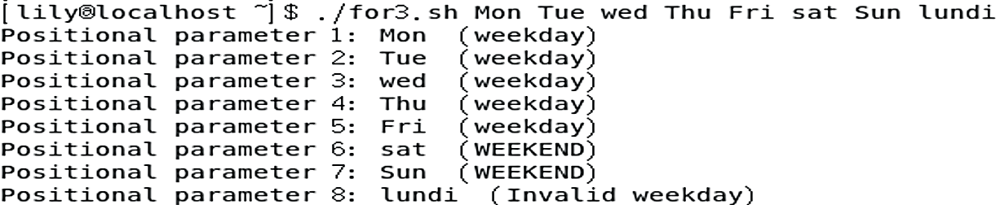 [lily@localhost ~]$ ./for3.sh Mon Tue wed Thu Fri sat Sun lundi
Positional parameter 1: Mon (weekday)
Positional parameter 2: Tue (weekday)
Positional parameter 3: wed (weekday)
Positional parameter 4: Thu (weekday)
Positional parameter 5: Fri (weekday)
Positional parameter 6: sat (WEEKEND)
Positional parameter 7: Sun (WEEKEND)
Positional parameter 8: lundi (Invalid weekday)